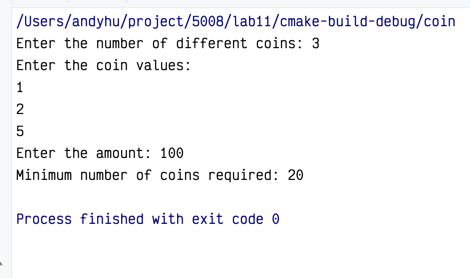 /Users/andyhu/project/5008/lab11/cmake-build-debug/coin
Enter the number of different coins: 3
Enter the coin values:
1
2
5
Enter the amount: 100
Minimum number of coins required: 20
Process finished with exit code 0